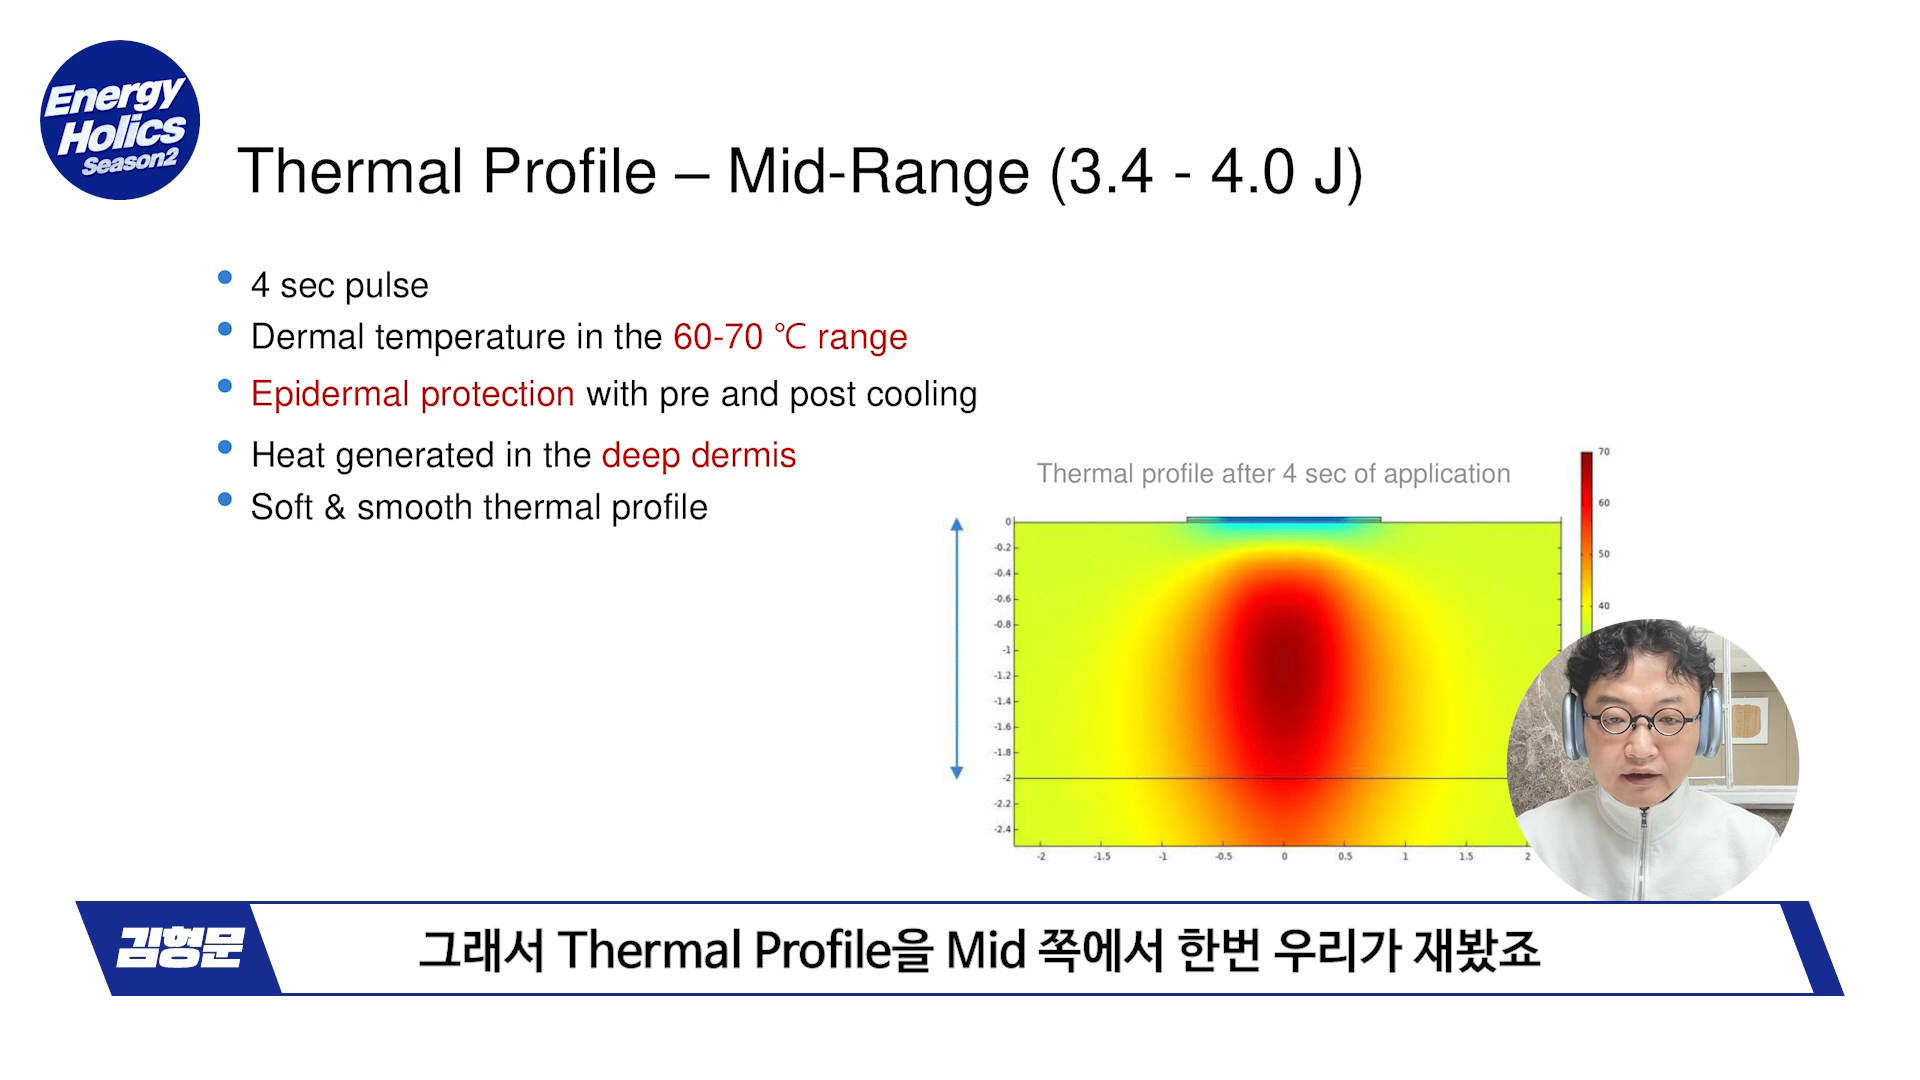 Energy
Holics
Season2
Thermal Profile – Mid-Range (3.4 - 4.0 J)
• 4 sec pulse
• Dermal temperature in the 60-70 ℃ range
• Epidermal protection with pre and post cooling
• Heat generated in the deep dermis
• Soft & smooth thermal profile
Thermal profile after 4 sec of application
70
60
50
40
0
-0.2
-0.4
-0.6
-0.8
-1
-1.2
-1.4
-1.6
-1.8
-2
-2.2
-2.4
-2 -1.5 -1 -0.5 0 0.5 1 1.5 2
김형문
그래서 Thermal Profile을 Mid 쪽에서 한번 우리가 재봤죠